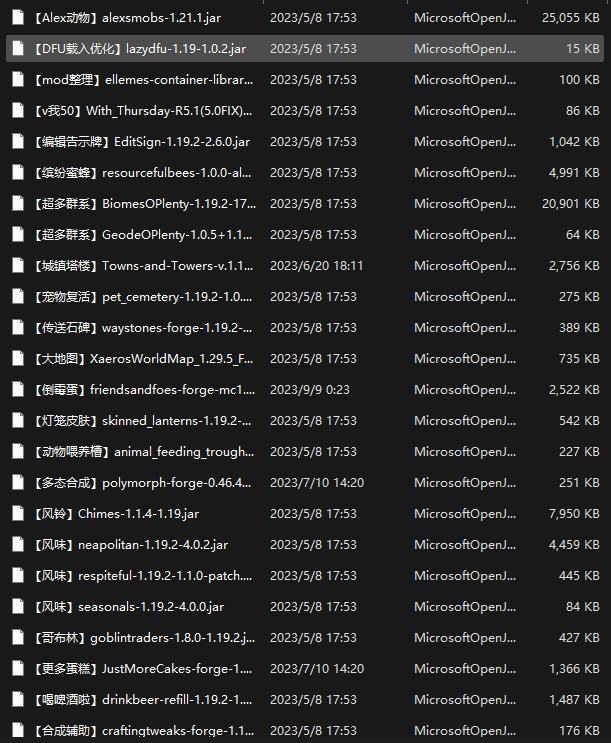 【Alex动物】alexsmobs-1.21.1.jar 2023/5/8 17:53 MicrosoftOpenJ... 25,055 KB
【DFU载入优化】lazydfu-1.19-1.0.2.jar 2023/5/8 17:53 MicrosoftOpenJ... 15 KB
【mod整理】ellemes-container-librar... 2023/5/8 17:53 MicrosoftOpenJ... 100 KB
【v我50】With_Thursday-R5.1(5.0FIX)... 2023/5/8 17:53 MicrosoftOpenJ... 86 KB
【编辑告示牌】EditSign-1.19.2-2.6.0.jar 2023/5/8 17:53 MicrosoftOpenJ... 1,042 KB
【缤纷蜜蜂】resourcefulbees-1.0.0-al... 2023/5/8 17:53 MicrosoftOpenJ... 4,991 KB
【超多群系】BiomesOPlenty-1.19.2-17... 2023/5/8 17:53 MicrosoftOpenJ... 20,901 KB
【超多群系】GeodeOPlenty-1.0.5+1.1... 2023/5/8 17:53 MicrosoftOpenJ... 64 KB
【城镇塔楼】Towns-and-Towers-v.1.1... 2023/6/20 18:11 MicrosoftOpenJ... 2,756 KB
【宠物复活】pet_cemetery-1.19.2-1.0.... 2023/5/8 17:53 MicrosoftOpenJ... 275 KB
【传送石碑】waystones-forge-1.19.2-... 2023/5/8 17:53 MicrosoftOpenJ... 389 KB
【大地图】XaerosWorldMap_1.29.5_F... 2023/5/8 17:53 MicrosoftOpenJ... 735 KB
【倒霉蛋】friendsandfoes-forge-mc1.... 2023/9/9 0:23 MicrosoftOpenJ... 2,522 KB
【灯笼皮肤】skinned_lanterns-1.19.2-... 2023/5/8 17:53 MicrosoftOpenJ... 542 KB
【动物喂养槽】animal_feeding_trough... 2023/5/8 17:53 MicrosoftOpenJ... 227 KB
【多态合成】polymorph-forge-0.46.4... 2023/7/10 14:20 MicrosoftOpenJ... 251 KB
【风铃】Chimes-1.1.4-1.19.jar 2023/5/8 17:53 MicrosoftOpenJ... 7,950 KB
【风味】neapolitan-1.19.2-4.0.2.jar 2023/5/8 17:53 MicrosoftOpenJ... 4,459 KB
【风味】respiteful-1.19.2-1.1.0-patch... 2023/5/8 17:53 MicrosoftOpenJ... 445 KB
【风味】seasonals-1.19.2-4.0.0.jar 2023/5/8 17:53 MicrosoftOpenJ... 84 KB
【哥布林】goblintraders-1.8.0-1.19.2.j... 2023/5/8 17:53 MicrosoftOpenJ... 427 KB
【更多蛋糕】JustMoreCakes-forge-1.... 2023/7/10 14:20 MicrosoftOpenJ... 1,366 KB
【喝啤酒啦】drinkbeer-refill-1.19.2-1.... 2023/5/8 17:53 MicrosoftOpenJ... 1,487 KB
【合成辅助】craftingtweaks-forge-1.1... 2023/5/8 17:53 MicrosoftOpenJ... 176 KB